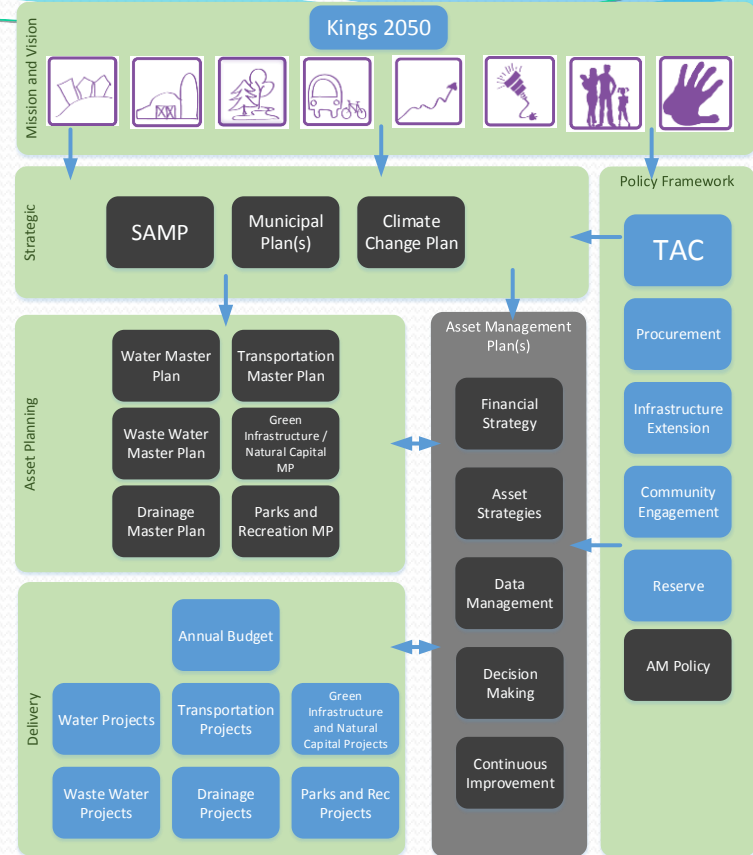 Kings 2050
Mission and Vision
Strategic
SAMP
Municipal
Plan(s)
Climate
Change Plan
Policy Framework
TAC
Procurement
Infrastructure
Extension
Community
Engagement
Reserve
AM Policy
Asset Planning
Water Master
Plan
Transportation
Master Plan
Waste Water
Master Plan
Green
Infrastructure /
Natural Capital
MP
Drainage
Master Plan
Parks and
Recreation MP
Asset Management
Plan(s)
Financial
Strategy
Asset
Strategies
Data
Management
Decision
Making
Continuous
Improvement
Delivery
Annual Budget
Water Projects
Transportation
Projects
Green
Infrastructure
and Natural
Capital Projects
Waste Water
Projects
Drainage
Projects
Parks and Rec
Projects